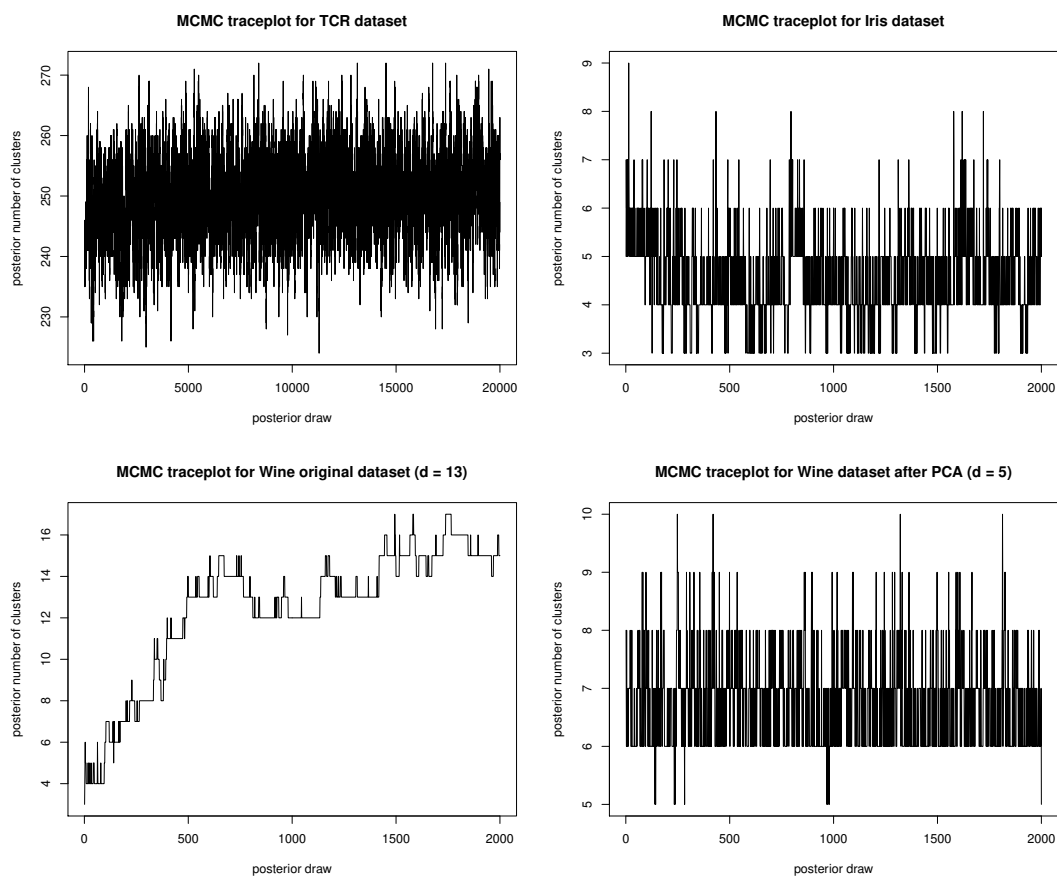 MCMC traceplot for TCR dataset
posterior number of clusters
270
260
250
240
230
0 5000 10000 15000 20000
posterior draw
MCMC traceplot for Iris dataset
posterior number of clusters
9
8
7
6
5
4
3
0 500 1000 1500 2000
posterior draw
MCMC traceplot for Wine original dataset (d = 13)
posterior number of clusters
16
14
12
10
8
6
4
0 500 1000 1500 2000
posterior draw
MCMC traceplot for Wine dataset after PCA (d = 5)
posterior number of clusters
10
9
8
7
6
5
0 500 1000 1500 2000
posterior draw